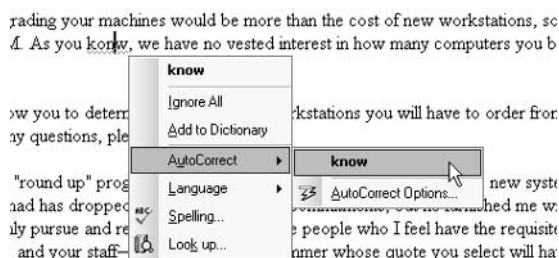 rading your machines would be more than the cost of new workstations, so
As you konw, we have no vested interest in how many computers you b
know
Ignore All
ow you to deterr
rkstations you will have to order from
Add to Dictionary
ny questions, ple
AutoCorrect
know
"round up" prog
new syste
Language
AutoCorrect Options...
had has dropped
hed me w
ABC Spelling...
ly pursue and re
e people who I feel have the requisite
Look up...
and your staff–
mmer whose quote you select will ha